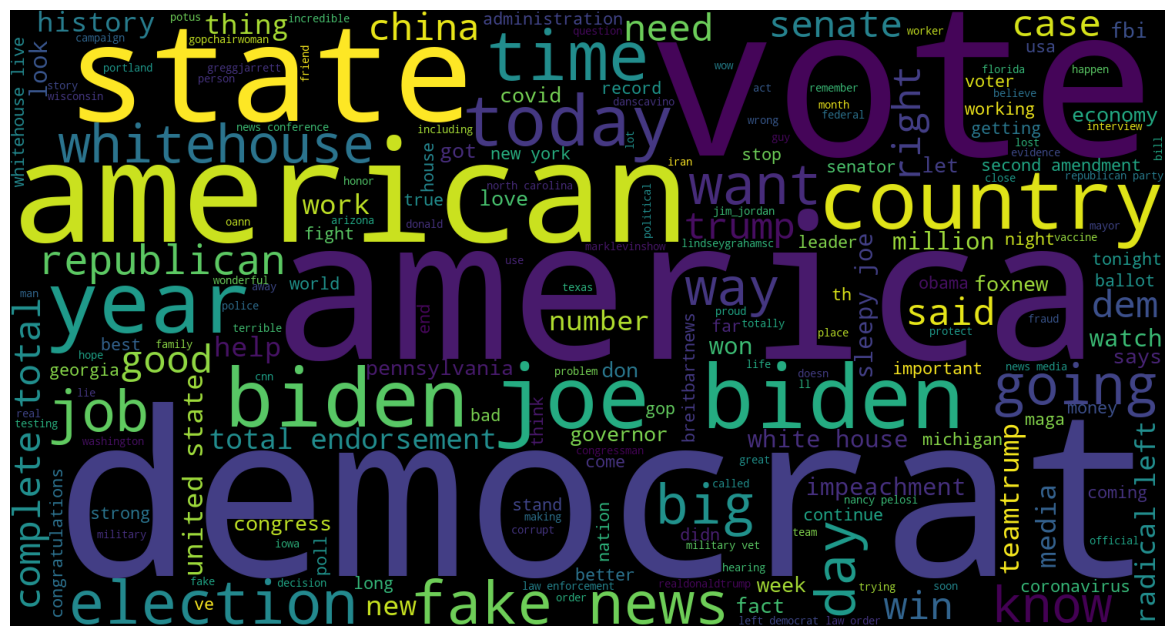 history
potus
incredible
thing
campaign
gopchairwoman
china
administration
question
need
senate
worker
case
fbi
whitehouse live
look
portland
greggjarrett
person
friend
story
wisconsin
state
time
vote
wow
usa
florida
happen
covid
record
danscavino
act
remember
voter
believe
month
working
economy
wrong
federal
getting
interview
today
right
guy
lost
evidence
bill
whitehouse
news conference
including
lot
got
new york
iran
stop
senator
let
second amendment
house
close
republican party
american
honor
work
true
love
north carolina
want
country
arizona
donald
oann
fight
political
jim_jordan
trump
leader
million
night
vaccine
mayor
marklevinshow
lindseygrahamsc
republican
wonderful
use
america
sleepy joe
tonight
man
year
world
away
texas
way
obama
foxnew
ballot
th
said
dem
police
end
number
proud
totally
place
protect
fraud
terrible
far
best
family
help
won
watch
hope
good
georgia
pennsylvania
problem
don
life
doesn
important
says
news media
cnn
ll
breitbartnews
complete total
lie
job
biden
joe
biden
going
real
testing
bad
gop
maga
money
washington
united state
total endorsement
think
governor
white house
michigan
congressman
come
democrat
great
called
nancy pelosi
impeachment
teamtrump
media
coming
radical left
congratulations
strong
stand
big
making
corrupt
congress
nation
didn
continue
day
military
iowa
poll
military vet
team
official
hearing
fake
decision
long
better
law enforcement
realdonaldtrump
week
trying
soon
coronavirus
election
ve
new
order
fake news
fact
win
know
left democrat law order